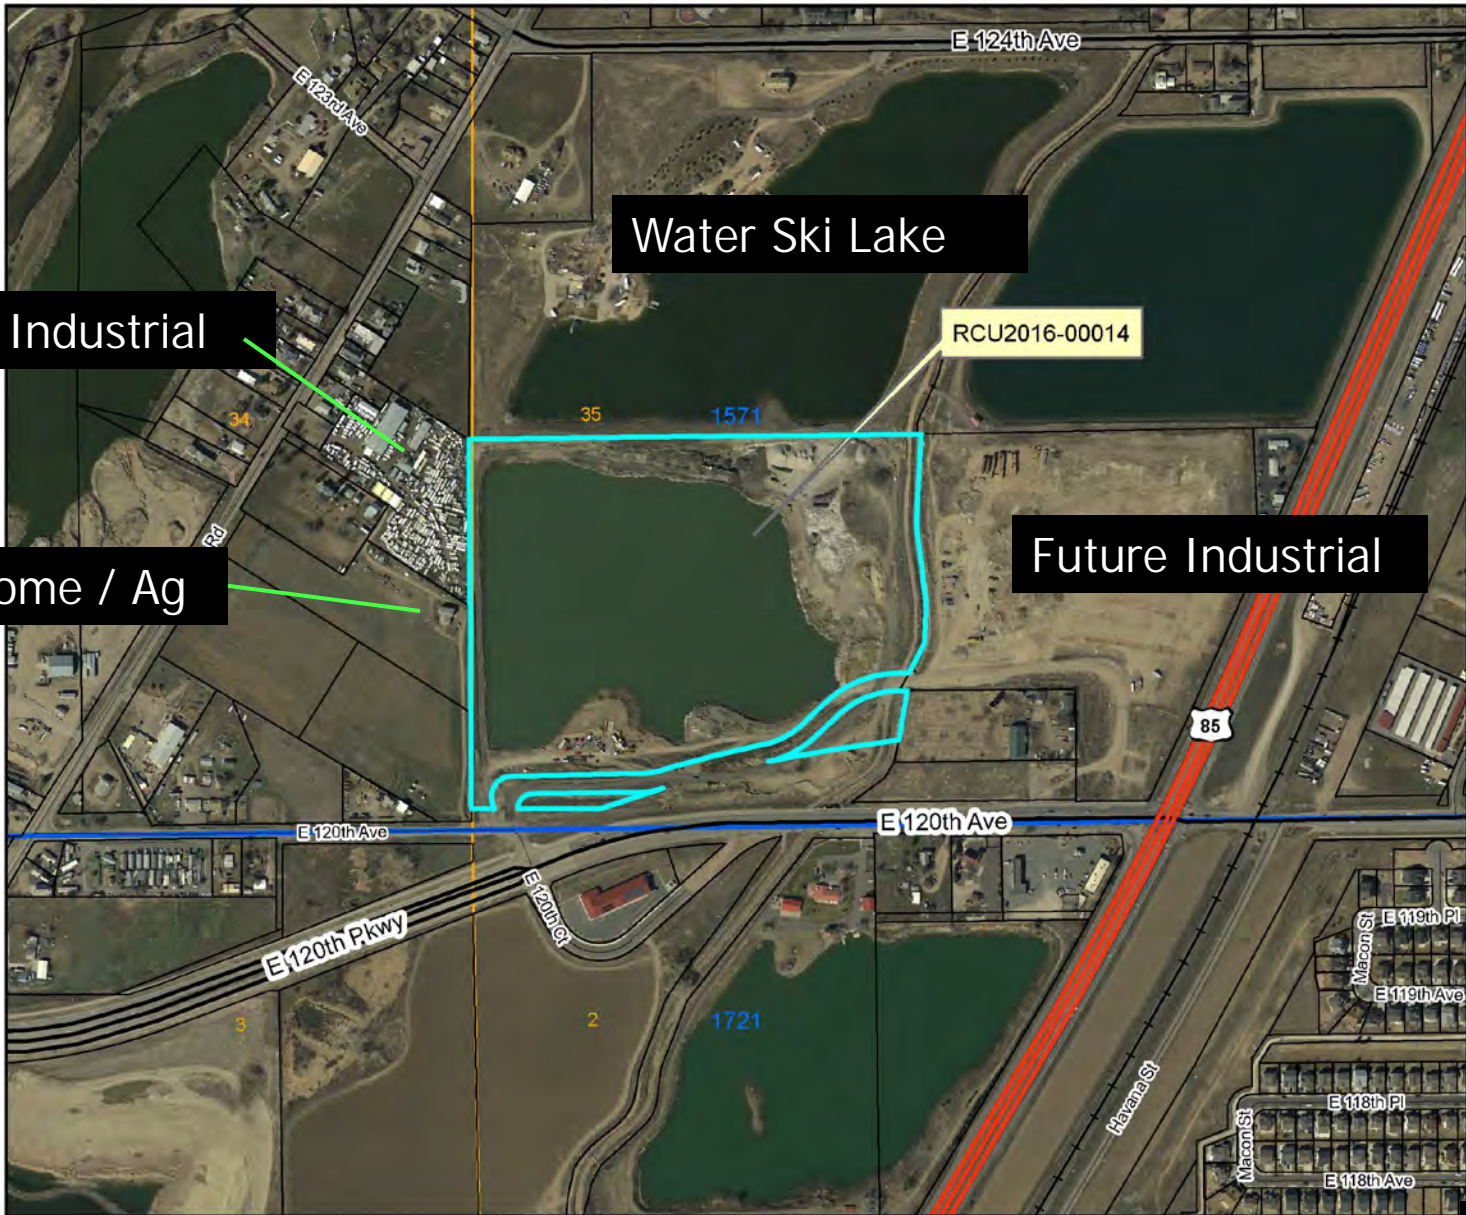 E 124th Ave
E 123rd Ave
Water Ski Lake
Industrial
RCU2016-00014
34
35
1571
Rd
Future Industrial
ome / Ag
85
E 120th Ave
E 120th Ave
E 120th Ct
E 120th Pkwy
Macon St
E 119th Pl
E 119th Ave
3
2
1721
Havana St
E 118th Pl
Macon St
E 118th Ave